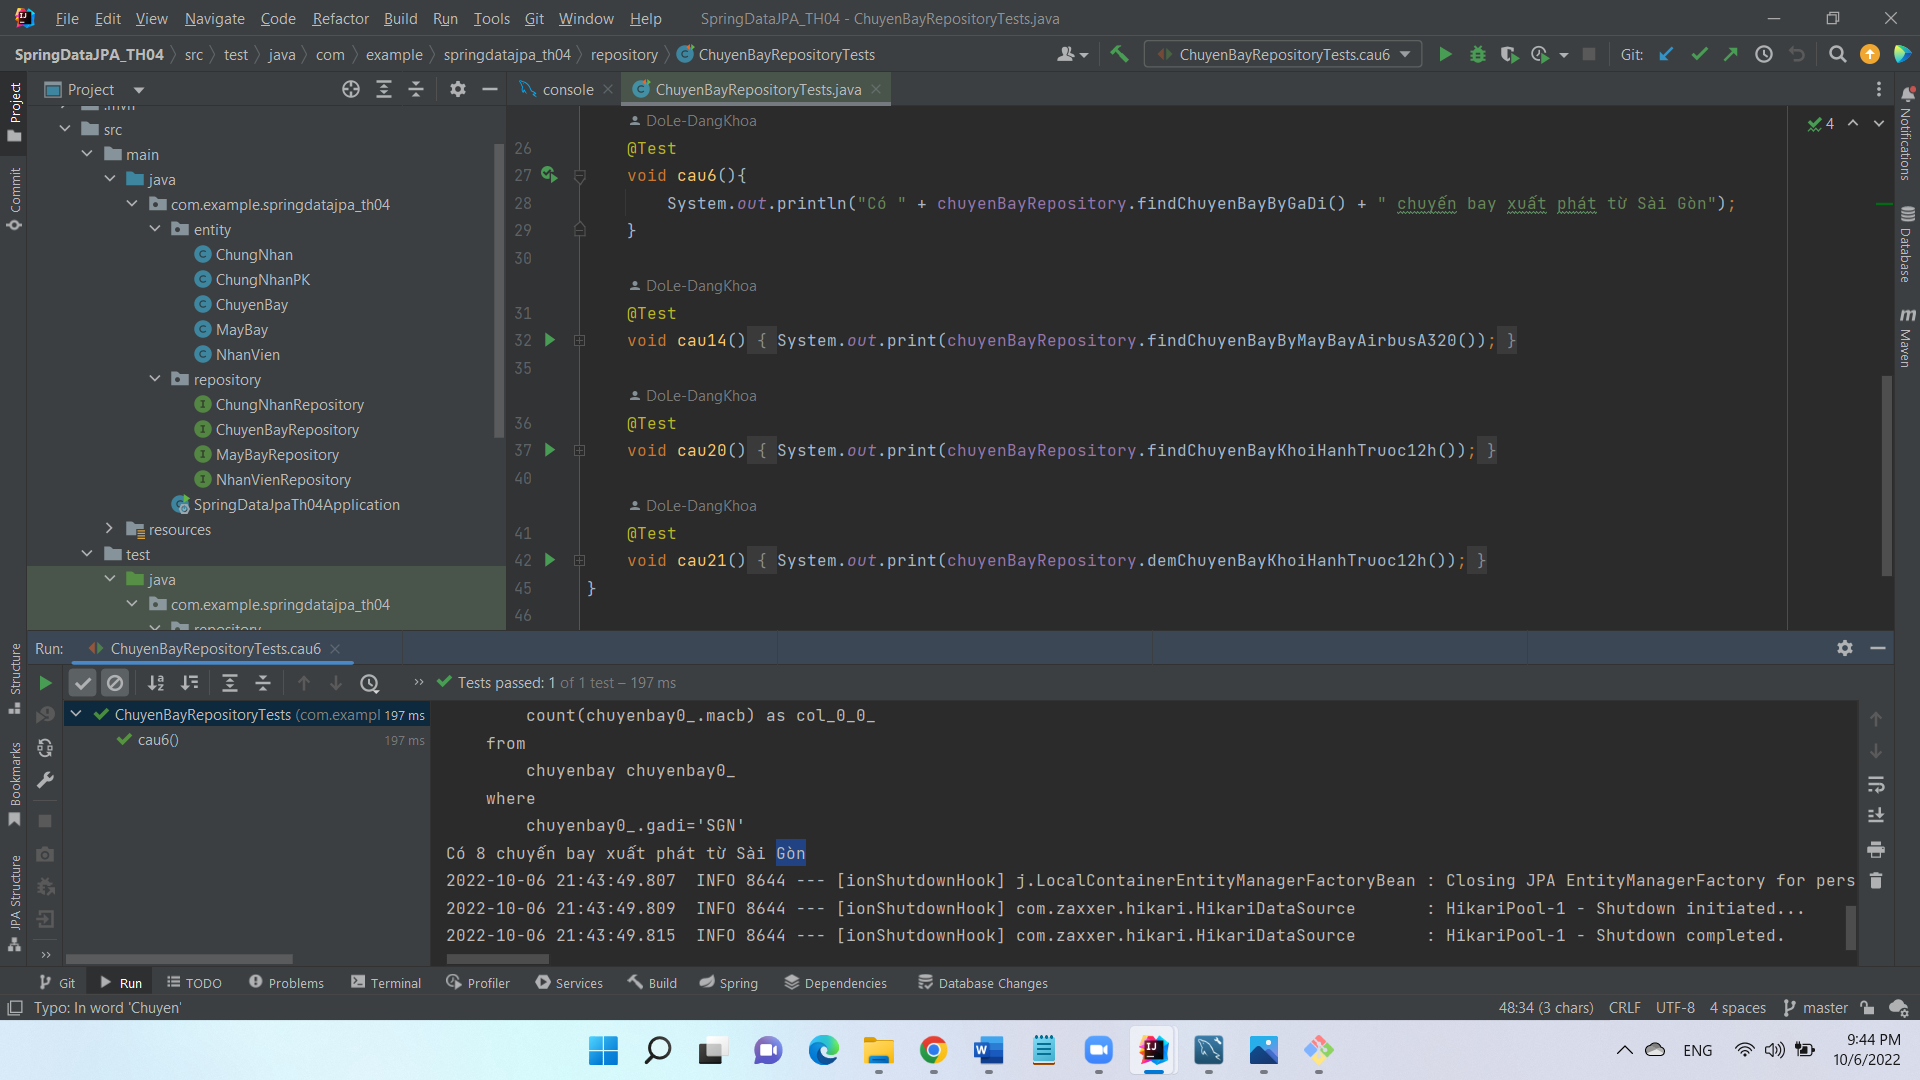 File Edit View Navigate Code Refactor Build Run Tools Git Window Help SpringDataJPA_TH04 - ChuyenBayRepositoryTests.java
SpringDataJPA_TH04 src test java com example springdatajpa_th04 repository ChuyenBayRepositoryTests ChuyenBayRepositoryTests.cau6 Git:
Project
console ChuyenBayRepositoryTests.java
Project
Commit
Structure
Bookmarks
JPA Structure
Notifications
Database
Maven
.mvn
src
main
java
com.example.springdatajpa_th04
entity
ChungNhan
ChungNhanPK
ChuyenBay
MayBay
NhanVien
repository
ChungNhanRepository
ChuyenBayRepository
MayBayRepository
NhanVienRepository
SpringDataJpaTh04Application
resources
test
java
com.example.springdatajpa_th04
repository
4
DoLe-DangKhoa
26 @Test
27 void cau6(){
28 System.out.println("Có " + chuyenBayRepository.findChuyenBayByGaDi() + " chuyến bay xuất phát từ Sài Gòn");
29 }
30
DoLe-DangKhoa
31 @Test
32 void cau14() { System.out.print(chuyenBayRepository.findChuyenBayByMayBayAirbusA320()); }
35
DoLe-DangKhoa
36 @Test
37 void cau20() { System.out.print(chuyenBayRepository.findChuyenBayKhoiHanhTruoc12h()); }
40
DoLe-DangKhoa
41 @Test
42 void cau21() { System.out.print(chuyenBayRepository.demChuyenBayKhoiHanhTruoc12h()); }
45 }
46
Run: ChuyenBayRepositoryTests.cau6
Tests passed: 1 of 1 test – 197 ms
ChuyenBayRepositoryTests (com.exampl 197 ms
cau6() 197 ms
count(chuyenbay0_.macb) as col_0_0_
from
chuyenbay chuyenbay0_
where
chuyenbay0_.gadi='SGN'
Có 8 chuyến bay xuất phát từ Sài Gòn
2022-10-06 21:43:49.807 INFO 8644 --- [ionShutdownHook] j.LocalContainerEntityManagerFactoryBean : Closing JPA EntityManagerFactory for pers
2022-10-06 21:43:49.809 INFO 8644 --- [ionShutdownHook] com.zaxxer.hikari.HikariDataSource : HikariPool-1 - Shutdown initiated...
2022-10-06 21:43:49.815 INFO 8644 --- [ionShutdownHook] com.zaxxer.hikari.HikariDataSource : HikariPool-1 - Shutdown completed.
Git Run TODO Problems Terminal Profiler Services Build Spring Dependencies Database Changes
Typo: In word 'Chuyen' 48:34 (3 chars) CRLF UTF-8 4 spaces master
ENG 9:44 PM
10/6/2022